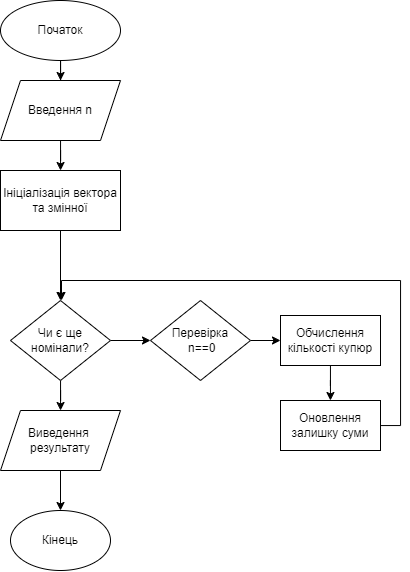 Початок
Введення n
Ініціалізація вектора
та змінної
Чи є ще
номінали?
Перевірка
n==0
Обчислення
кількості купюр
Оновлення
залишку суми
Виведення
результату
Кінець